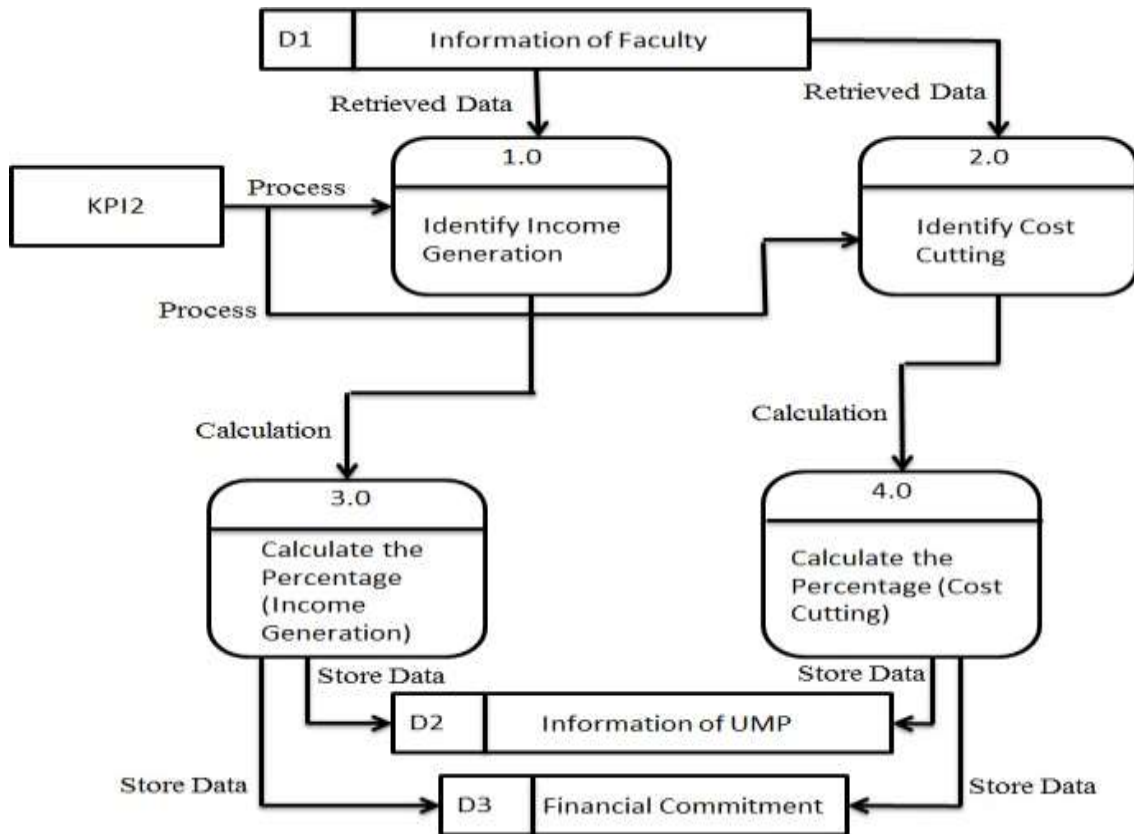 D1 Information of Faculty
Retrieved Data
Retrieved Data
1.0
2.0
KPI2
Process
Identify Income
Generation
Identify Cost
Cutting
Process
Calculation
Calculation
3.0
4.0
Calculate the
Percentage
(Income
Generation)
Calculate the
Percentage (Cost
Cutting)
Store Data
Store Data
D2 Information of UMP
Store Data
Store Data
D3 Financial Commitment